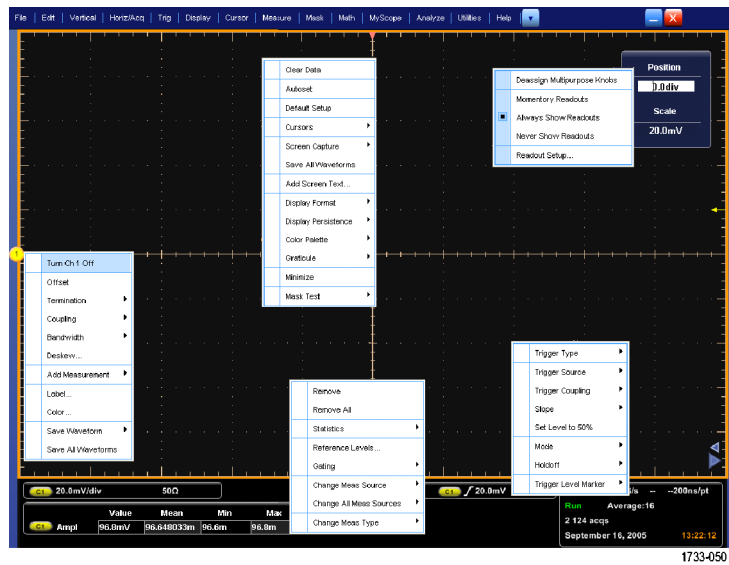 File | Edit | Vertical | Horiz/Acq | Trig | Display | Cursor | Measure | Mask | Math | MyScope | Analyze | Utilities | Help
Clear Data
Autoset
Default Setup
Cursors
Screen Capture
Save All Waveforms
Add Screen Text...
Display Format
Display Persistence
Color Palette
Graticule
Minimize
Mask Test
Deassign Multipurpose Knobs
Momentory Readouts
Always Show Readouts
Never Show Readouts
Readout Setup...
Position
0.0div
Scale
20.0mV
1
Turn Ch 1 Off
Offset
Termination
Coupling
Bandwidth
Deskew...
Add Measurement
Label...
Color...
Save Waveform
Save All Waveforms
Remove
Remove All
Statistics
Reference Levels...
Gating
Change Meas Source
Change All Meas Sources
Change Meas Type
Trigger Type
Trigger Source
Trigger Coupling
Slope
Set Level to 50%
Mode
Holdoff
Trigger Level Marker
C1 20.0mV/div 50Ω
Value Mean Min Max
C1 Ampl 96.8mV 96.648033m 96.6m 96.8m
C1 20.0mV
/s -- --200ns/pt
Run Average:16
2 124 acqs
September 16, 2005 13:22:12
1733-050